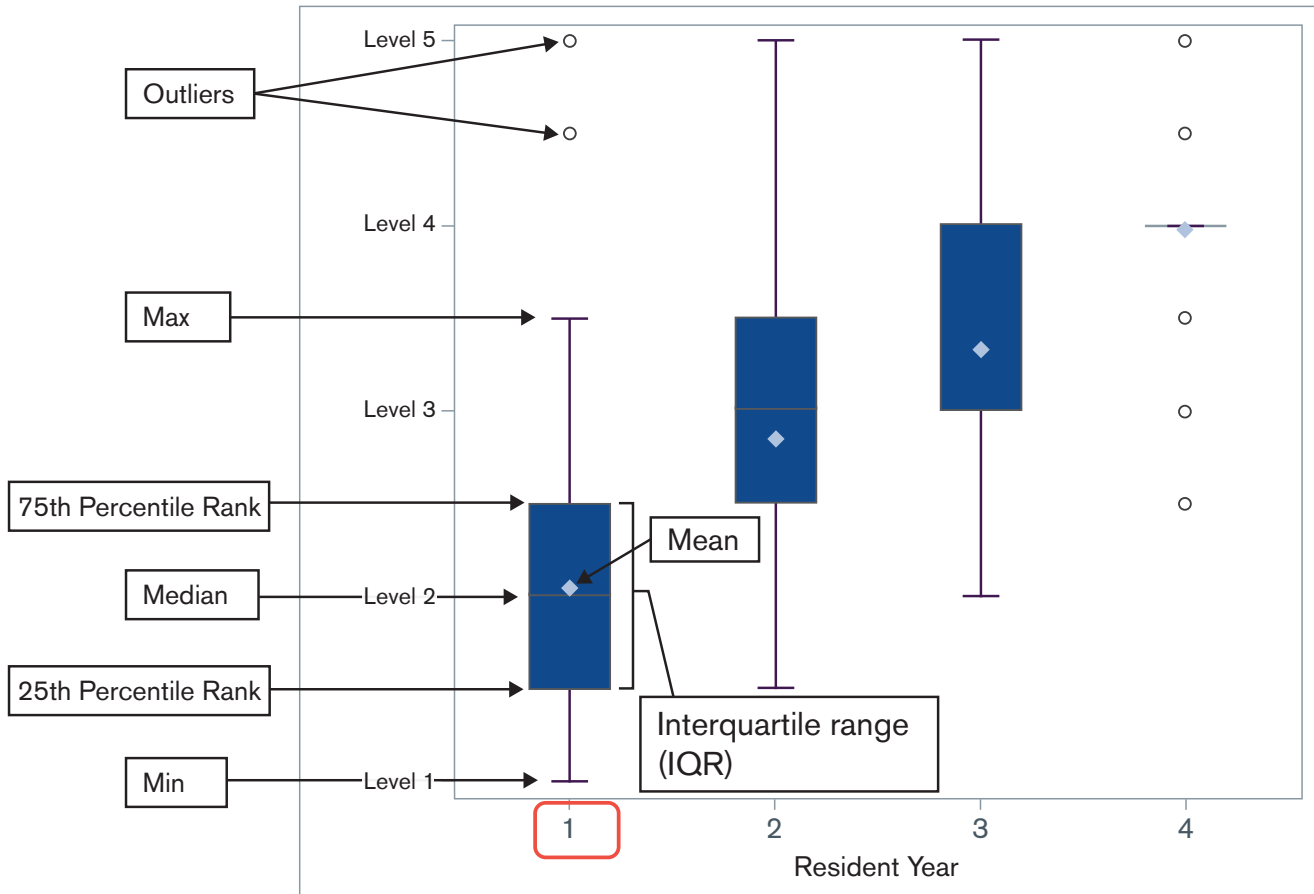 Level 5
Outliers
Level 4
Max
Level 3
75th Percentile Rank
Mean
Median
Level 2
25th Percentile Rank
Interquartile range
(IQR)
Min
Level 1
1
2
3
4
Resident Year